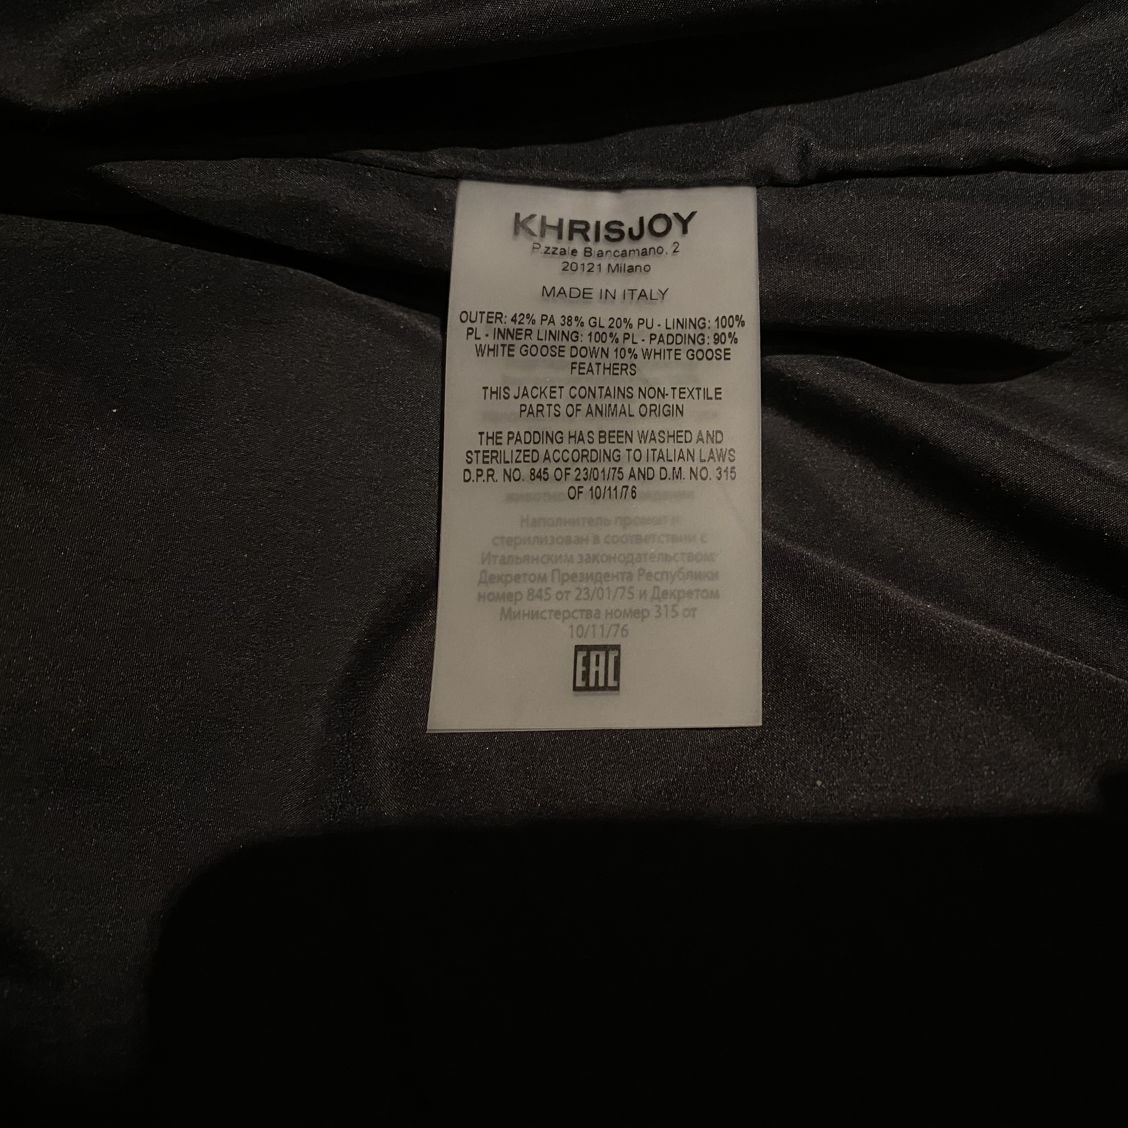 KHRISJOY
P.zzale Biancamano, 2
20121 Milano
MADE IN ITALY
OUTER: 42% PA 38% GL 20% PU - LINING: 100%
PL - INNER LINING: 100% PL - PADDING: 90%
WHITE GOOSE DOWN 10% WHITE GOOSE
FEATHERS
THIS JACKET CONTAINS NON-TEXTILE
PARTS OF ANIMAL ORIGIN
THE PADDING HAS BEEN WASHED AND
STERILIZED ACCORDING TO ITALIAN LAWS
D.P.R. NO. 845 OF 23/01/75 AND D.M. NO. 315
OF 10/11/76
Наполнитель промыт и
стерилизован в соответствии с
Итальянским законодательством:
Декретом Президента Республики
номер 845 от 23/01/75 и Декретом
Министерства номер 315 от
10/11/76
EAC